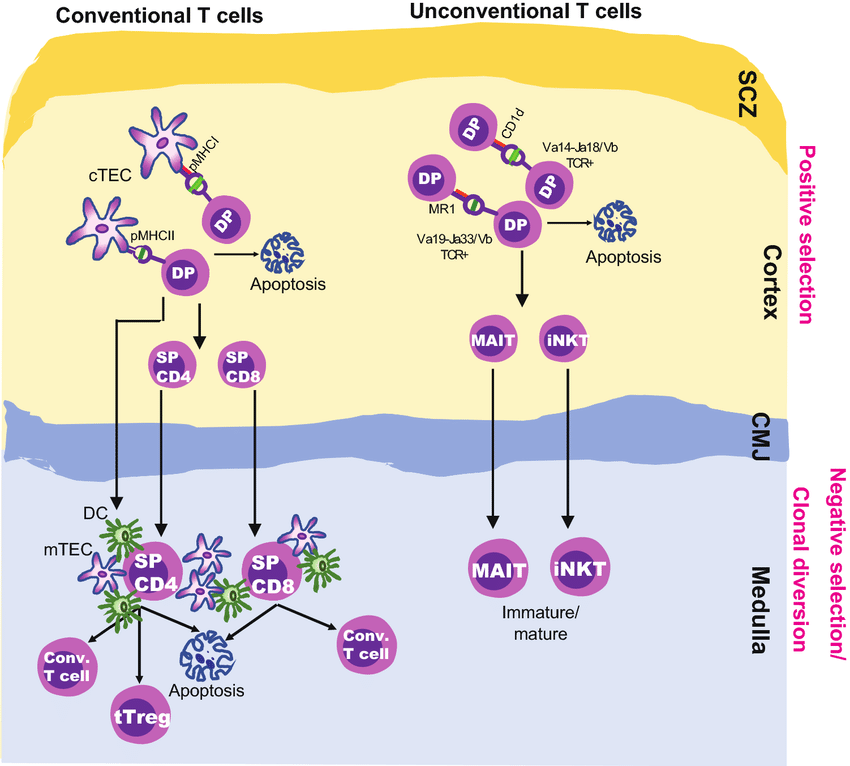 Conventional T cells
Unconventional T cells
SCZ
cTEC
pMHCI
DP
pMHCII
DP
Apoptosis
DP
CD1d
Va14-Ja18/Vb
TCR+
DP
DP
MR1
DP
Va19-Ja33/Vb
TCR+
Apoptosis
Positive selection
Cortex
SP
CD4
SP
CD8
MAIT
iNKT
CMJ
DC
mTEC
SP
CD4
SP
CD8
MAIT
iNKT
Immature/
mature
Conv.
T cell
tTreg
Apoptosis
Conv.
T cell
Medulla
Negative selection/
Clonal diversion